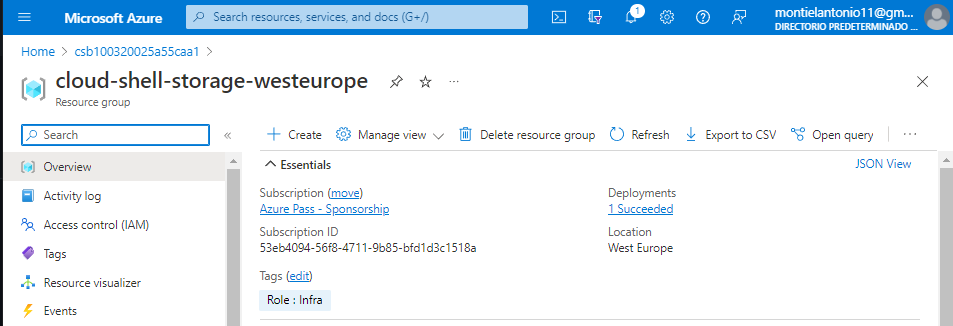 Microsoft Azure
Search resources, services, and docs (G+/)
1
montielantonio11@gm...
DIRECTORIO PREDETERMINADO ...
Home > csb100320025a55caa1 >
cloud-shell-storage-westeurope
...
Resource group
Search
«
Create
Manage view
Delete resource group
Refresh
Export to CSV
Open query
...
Overview
Activity log
Access control (IAM)
Tags
Resource visualizer
Events
Essentials
JSON View
Subscription (move)
Azure Pass - Sponsorship
Subscription ID
53eb4094-56f8-4711-9b85-bfd1d3c1518a
Deployments
1 Succeeded
Location
West Europe
Tags (edit)
Role : Infra